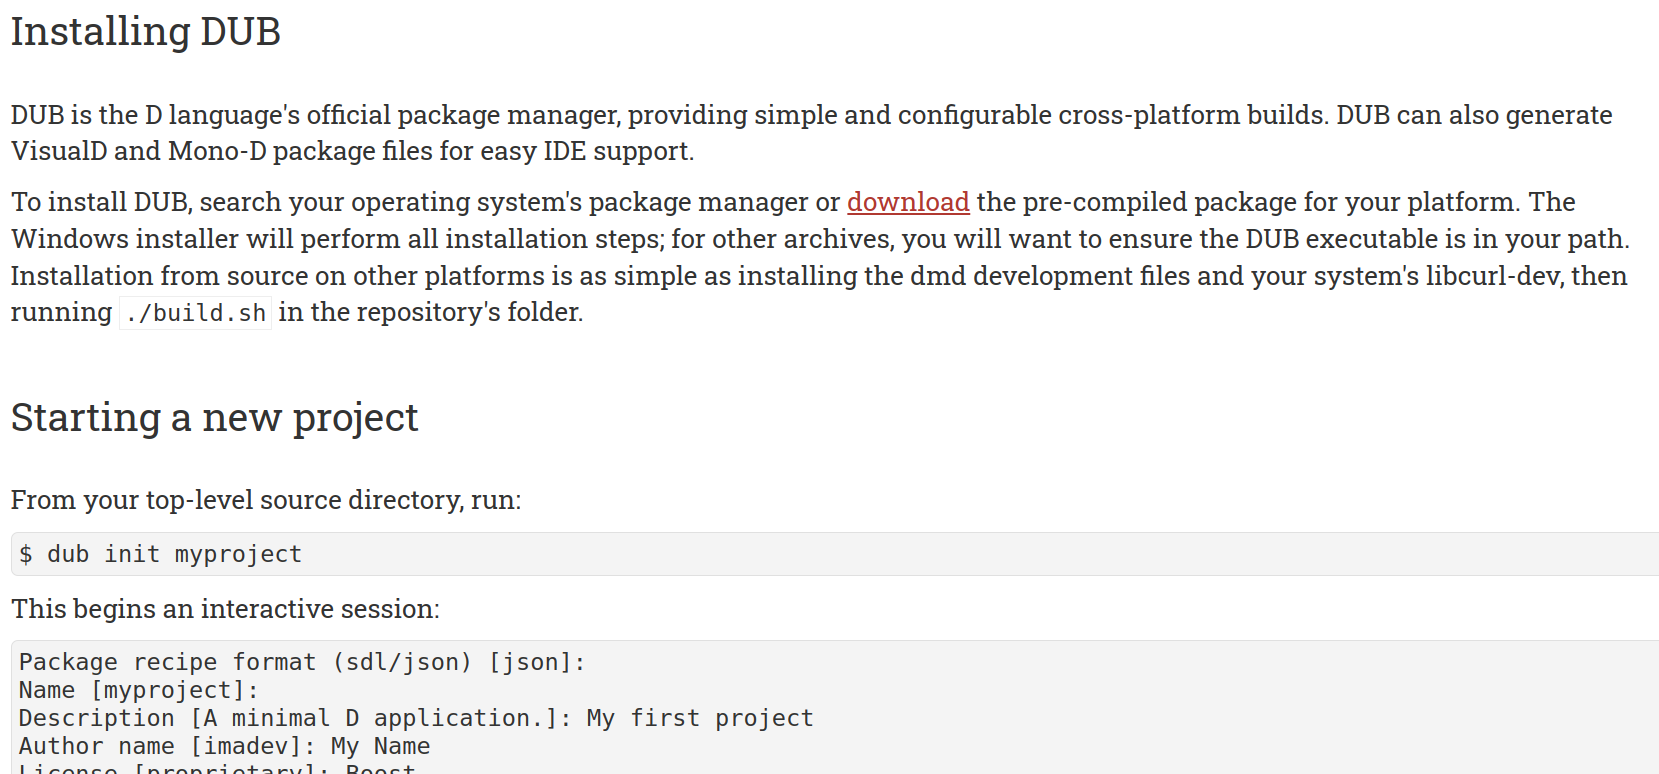 Installing DUB
DUB is the D language's official package manager, providing simple and configurable cross-platform builds. DUB can also generate
VisualD and Mono-D package files for easy IDE support.
To install DUB, search your operating system's package manager or download the pre-compiled package for your platform. The
Windows installer will perform all installation steps; for other archives, you will want to ensure the DUB executable is in your path.
Installation from source on other platforms is as simple as installing the dmd development files and your system's libcurl-dev, then
running ./build.sh in the repository's folder.
Starting a new project
From your top-level source directory, run:
$ dub init myproject
This begins an interactive session:
Package recipe format (sdl/json) [json]:
Name [myproject]:
Description [A minimal D application.]: My first project
Author name [imadev]: My Name
License [proprietary]: Boost